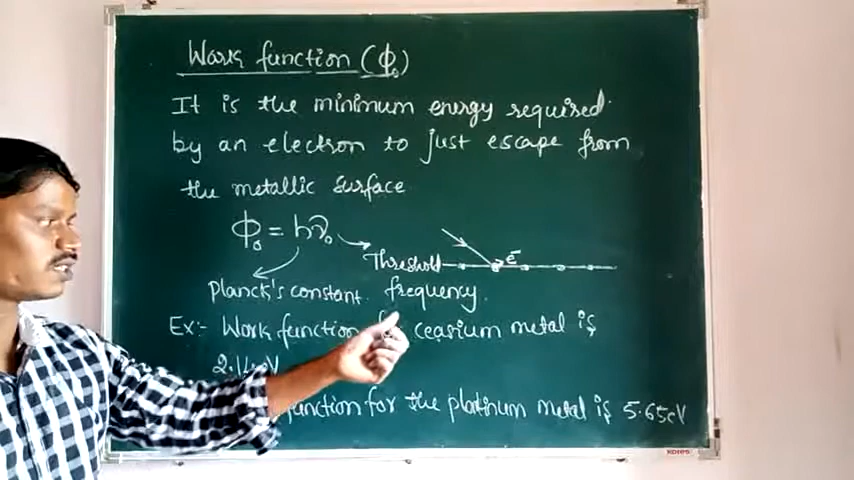 Work function (ϕ₀)
It is the minimum energy required
by an electron to just escape from
the metallic surface
ϕ₀ = hν₀
e⁻
Threshold
frequency
Planck's constant
Ex:- Work function ceasium metal is
2.14eV
function for the platinum metal is 5.65eV
KORES